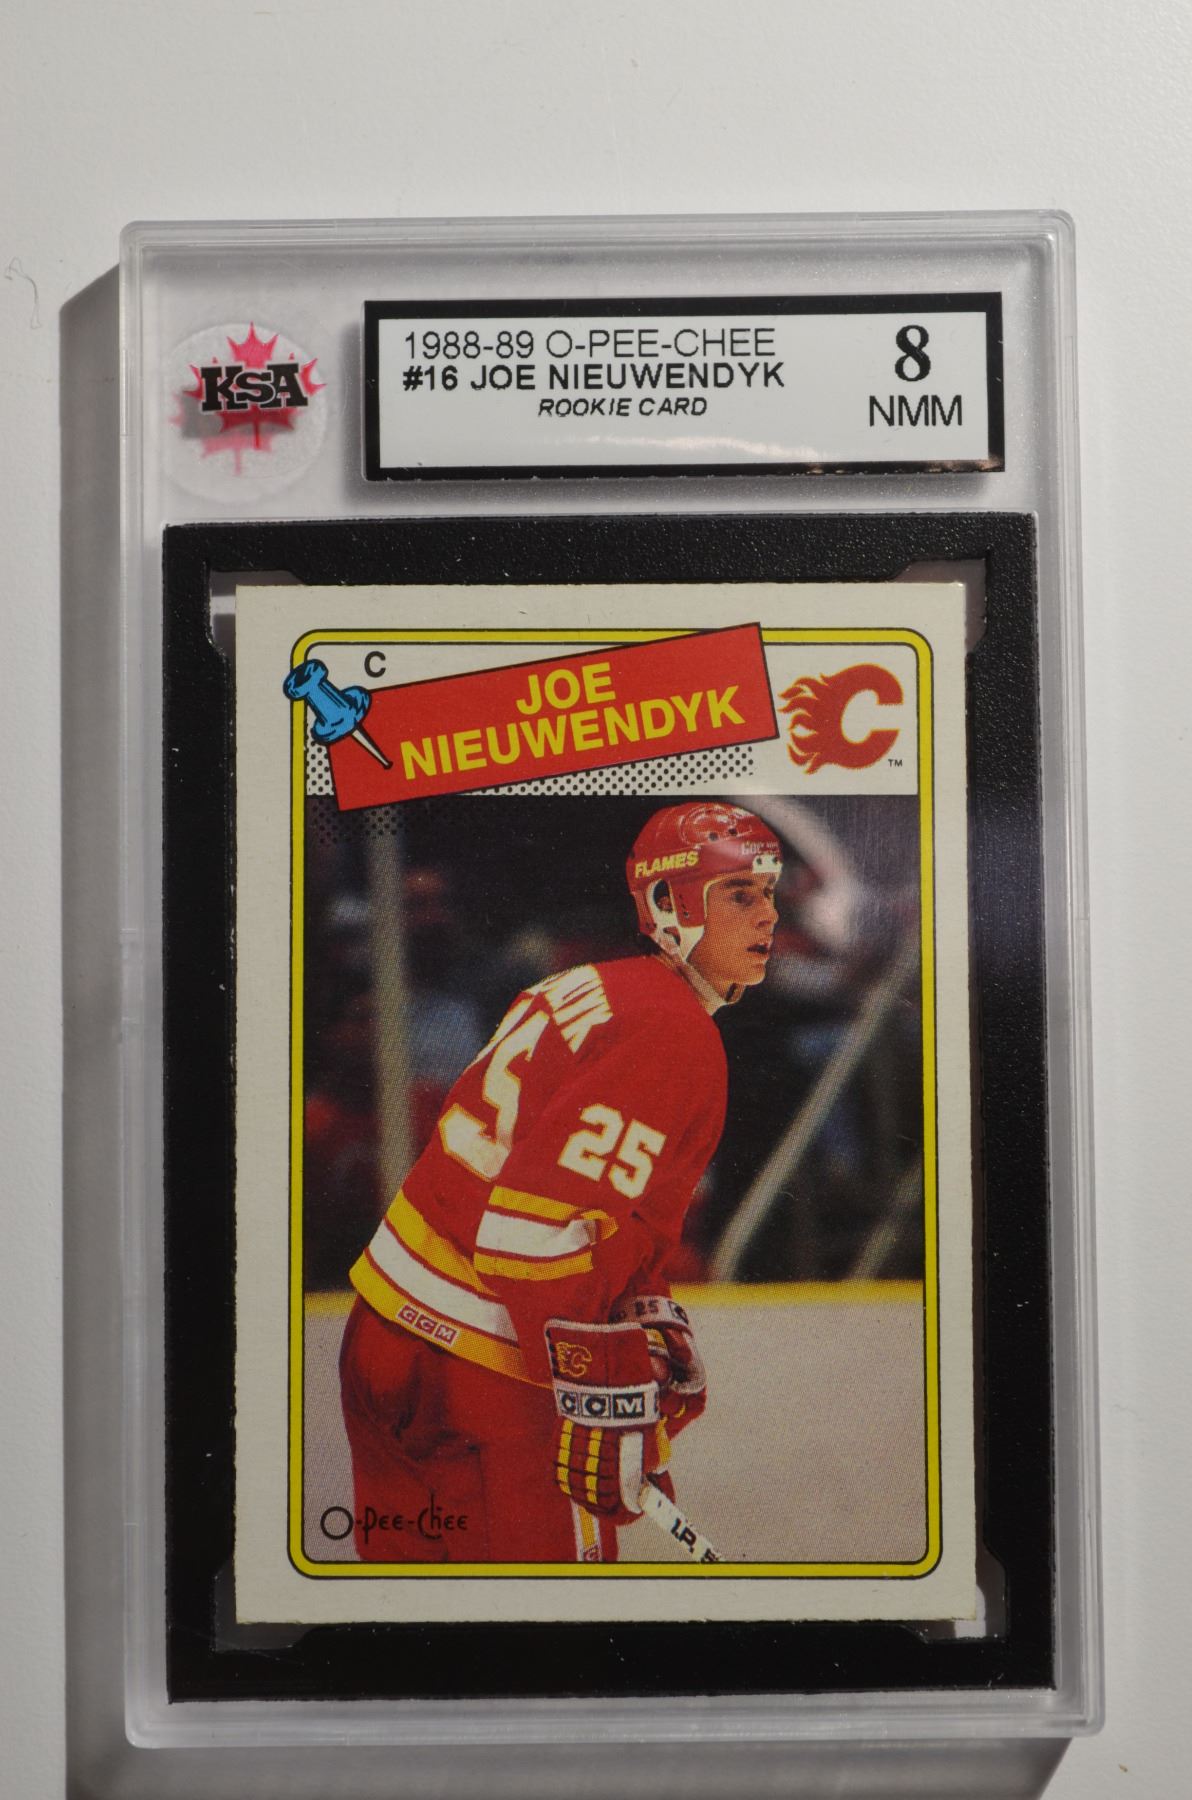 KSA
1988-89 O-PEE-CHEE
#16 JOE NIEUWENDYK
ROOKIE CARD
8
NMM
C
JOE
NIEUWENDYK
C
TM
FLAMES
25
25
CCM
C
CCM
O-Pee-Chee